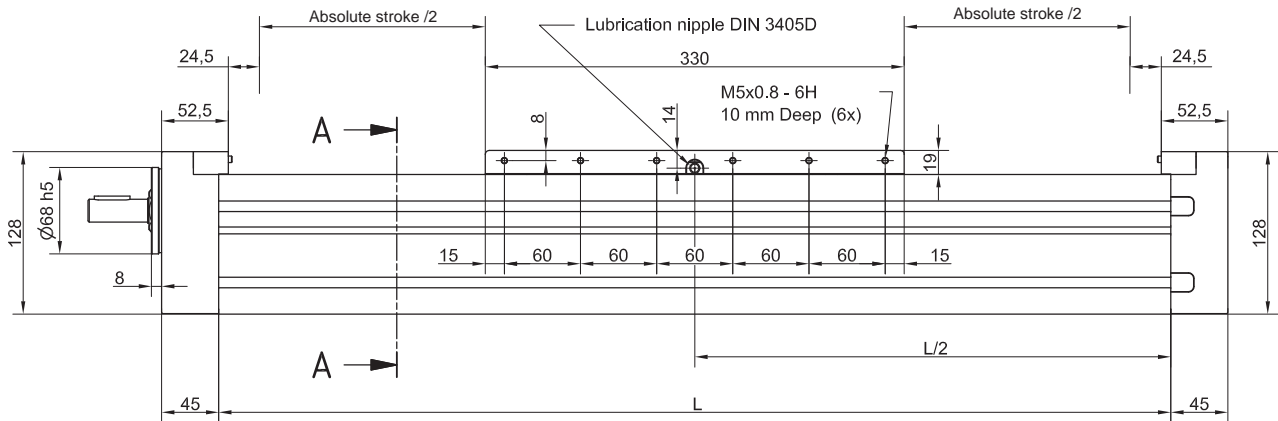 Absolute stroke /2
Lubrication nipple DIN 3405D
Absolute stroke /2
24,5
330
24,5
M5x0.8 - 6H
10 mm Deep (6x)
52,5
52,5
A
8
14
19
128
Ø68 h5
128
15
60
60
60
60
60
15
8
L/2
A
45
L
45